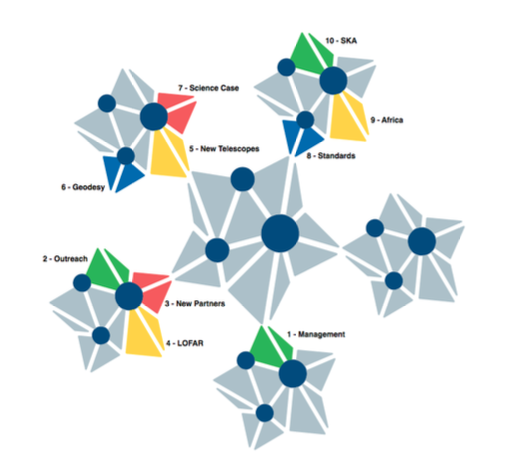 10 - SKA
7 - Science Case
9 - Africa
5 - New Telescopes
8 - Standards
6 - Geodesy
2 - Outreach
3 - New Partners
1 - Management
4 - LOFAR